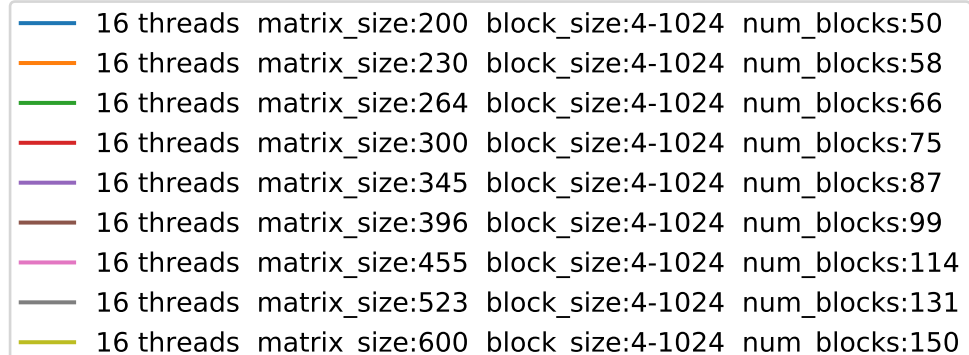 16 threads  matrix_size:200  block_size:4-1024  num_blocks:50
16 threads  matrix_size:230  block_size:4-1024  num_blocks:58
16 threads  matrix_size:264  block_size:4-1024  num_blocks:66
16 threads  matrix_size:300  block_size:4-1024  num_blocks:75
16 threads  matrix_size:345  block_size:4-1024  num_blocks:87
16 threads  matrix_size:396  block_size:4-1024  num_blocks:99
16 threads  matrix_size:455  block_size:4-1024  num_blocks:114
16 threads  matrix_size:523  block_size:4-1024  num_blocks:131
16 threads  matrix_size:600  block_size:4-1024  num_blocks:150